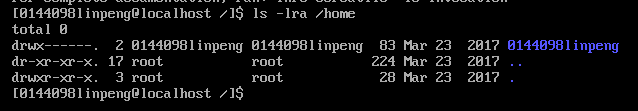 [0144098linpeng@localhost /]$ ls -lra /home
total 0
drwx------.  2 0144098linpeng 0144098linpeng  83 Mar 23  2017 0144098linpeng
dr-xr-xr-x. 17 root           root           224 Mar 23  2017 ..
drwxr-xr-x.  3 root           root            28 Mar 23  2017 .
[0144098linpeng@localhost /]$